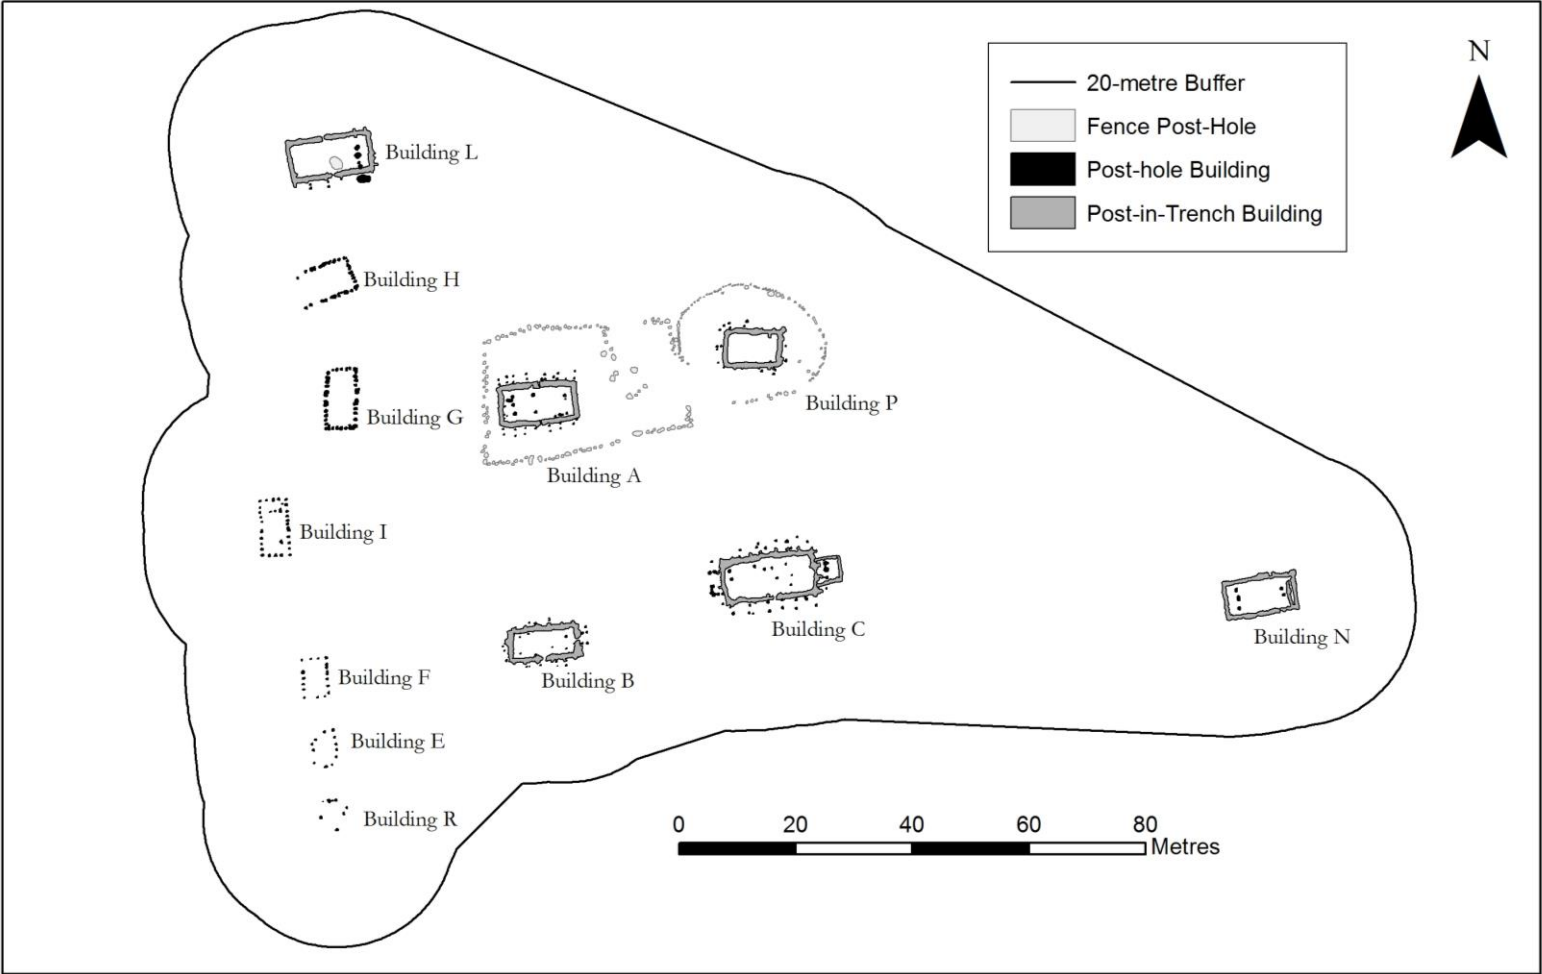 N
20-metre Buffer
Fence Post-Hole
Post-hole Building
Post-in-Trench Building
Building L
Building H
Building G
Building P
Building A
Building I
Building C
Building N
Building B
Building F
Building E
Building R
0 20 40 60 80
Metres